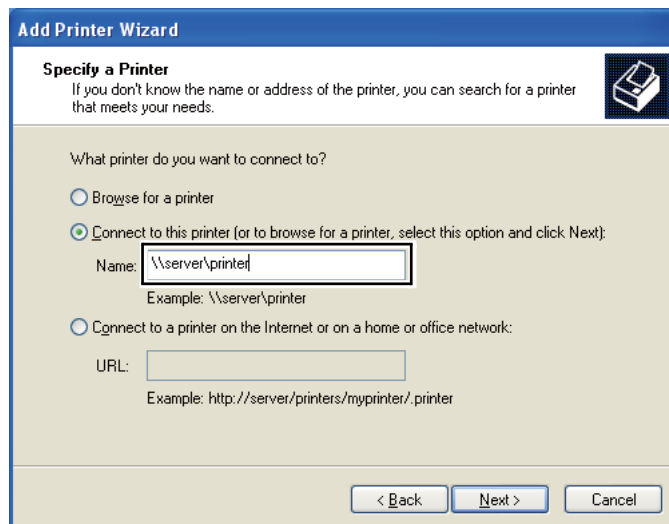 Add Printer Wizard
Specify a Printer
If you don't know the name or address of the printer, you can search for a printer
that meets your needs.
What printer do you want to connect to?
Browse for a printer
Connect to this printer (or to browse for a printer, select this option and click Next):
Name: \\server\printer
Example: \\server\printer
Connect to a printer on the Internet or on a home or office network:
URL:
Example: http://server/printers/myprinter/.printer
< Back Next > Cancel